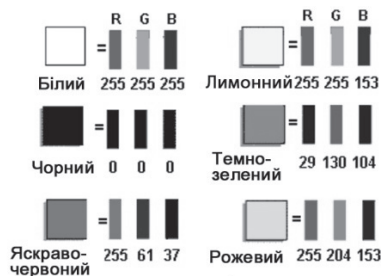 R G B R G B
= =
Білий 255 255 255 Лимонний 255 255 153
= =
Чорний 0 0 0 Темно-
зелений 29 130 104
= =
Яскраво-
червоний 255 61 37 Рожевий 255 204 153